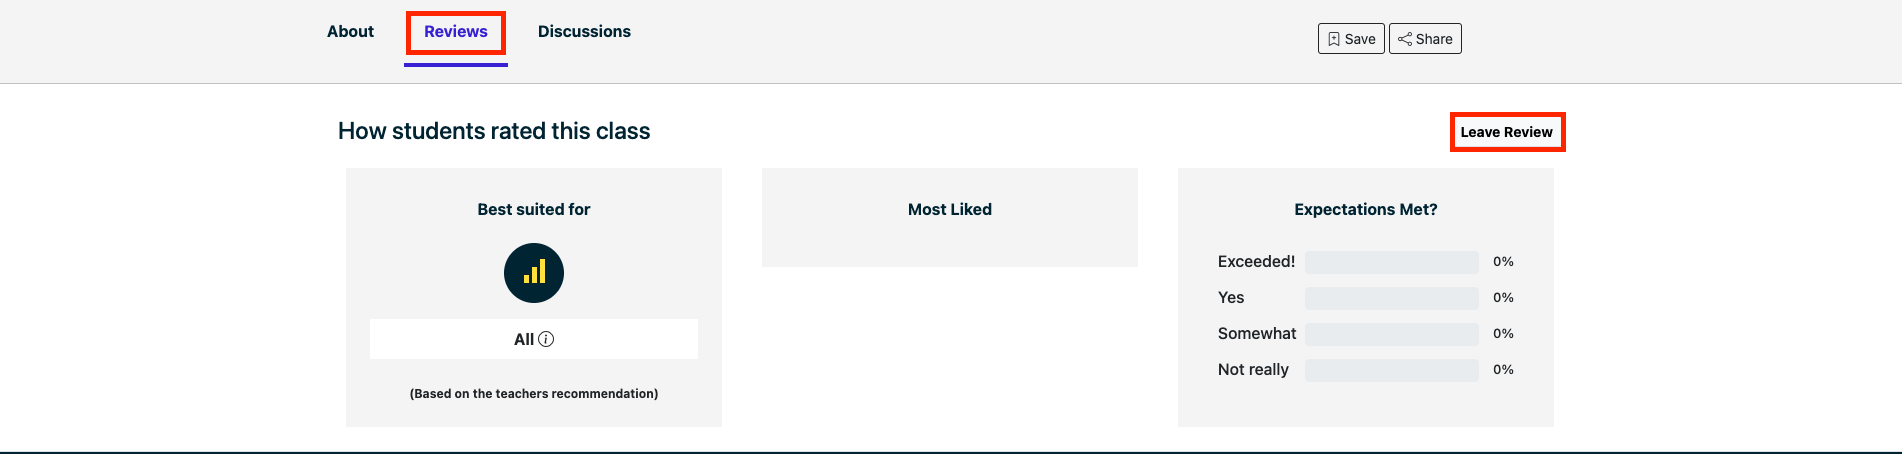 About
Reviews
Discussions
Save
Share
How students rated this class
Leave Review
Best suited for
All
(Based on the teachers recommendation)
Most Liked
Expectations Met?
Exceeded! 0%
Yes 0%
Somewhat 0%
Not really 0%